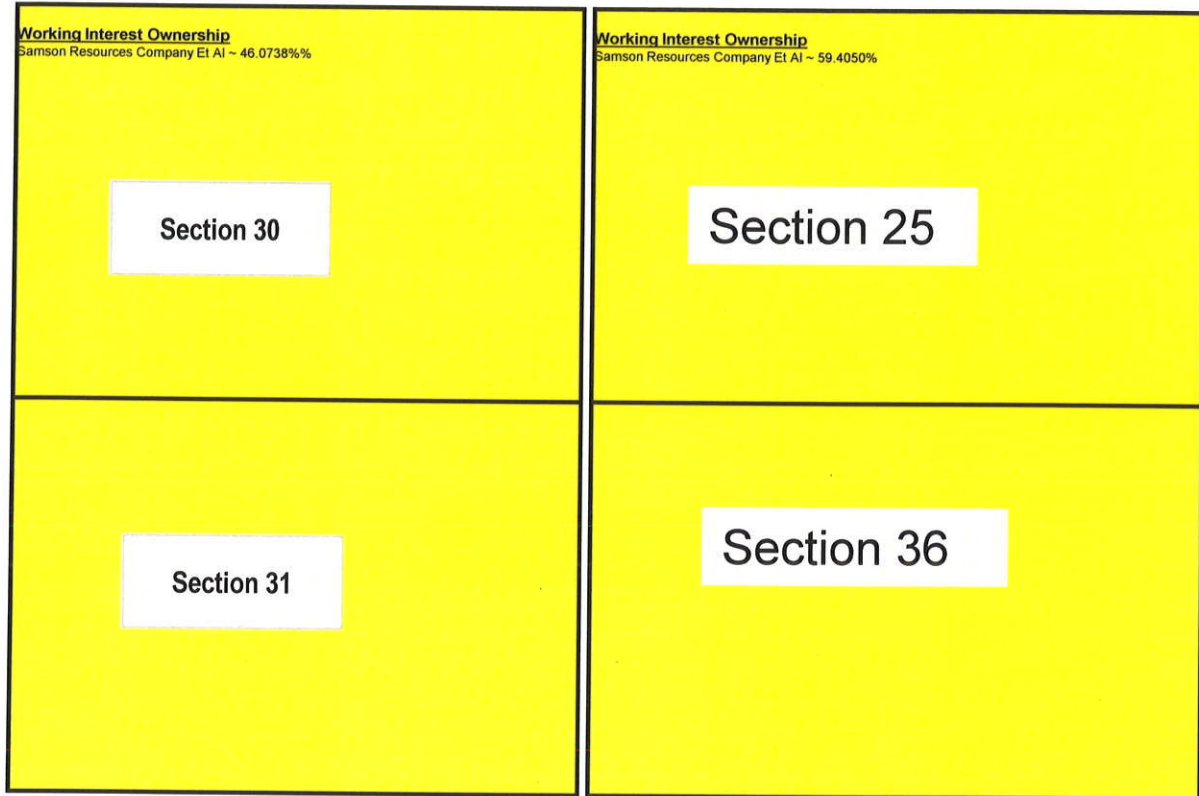 Working Interest Ownership
Samson Resources Company Et Al ~ 46.0738%%
Section 30
Section 31
Working Interest Ownership
Samson Resources Company Et Al ~ 59.4050%
Section 25
Section 36